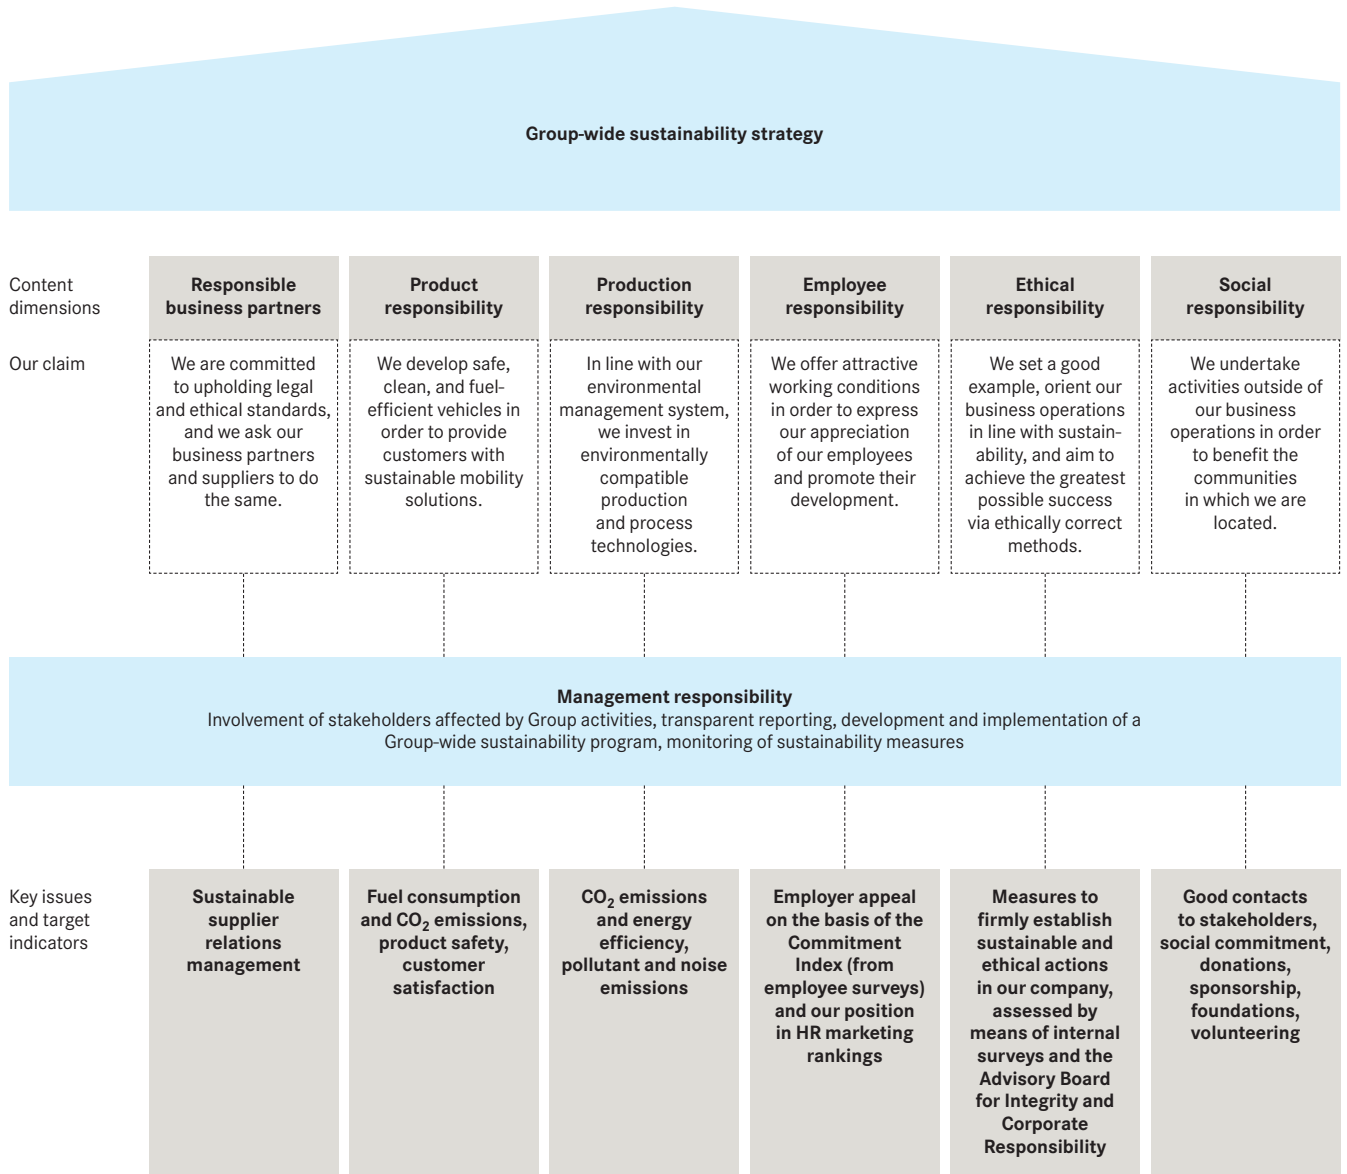 Group-wide sustainability strategy
Content
dimensions
Responsible
business partners
Product
responsibility
Production
responsibility
Employee
responsibility
Ethical
responsibility
Social
responsibility
Our claim
We are committed
to upholding legal
and ethical standards,
and we ask our
business partners
and suppliers to do
the same.
We develop safe,
clean, and fuel-
efficient vehicles in
order to provide
customers with
sustainable mobility
solutions.
In line with our
environmental
management system,
we invest in
environmentally
compatible
production
and process
technologies.
We offer attractive
working conditions
in order to express
our appreciation
of our employees
and promote their
development.
We set a good
example, orient our
business operations
in line with sustain-
ability, and aim to
achieve the greatest
possible success
via ethically correct
methods.
We undertake
activities outside of
our business
operations in order
to benefit the
communities
in which we are
located.
Management responsibility
Involvement of stakeholders affected by Group activities, transparent reporting, development and implementation of a
Group-wide sustainability program, monitoring of sustainability measures
Key issues
and target
indicators
Sustainable
supplier
relations
management
Fuel consumption
and CO₂ emissions,
product safety,
customer
satisfaction
CO₂ emissions
and energy
efficiency,
pollutant and noise
emissions
Employer appeal
on the basis of the
Commitment
Index (from
employee surveys)
and our position
in HR marketing
rankings
Measures to
firmly establish
sustainable and
ethical actions
in our company,
assessed by
means of internal
surveys and the
Advisory Board
for Integrity and
Corporate
Responsibility
Good contacts
to stakeholders,
social commitment,
donations,
sponsorship,
foundations,
volunteering